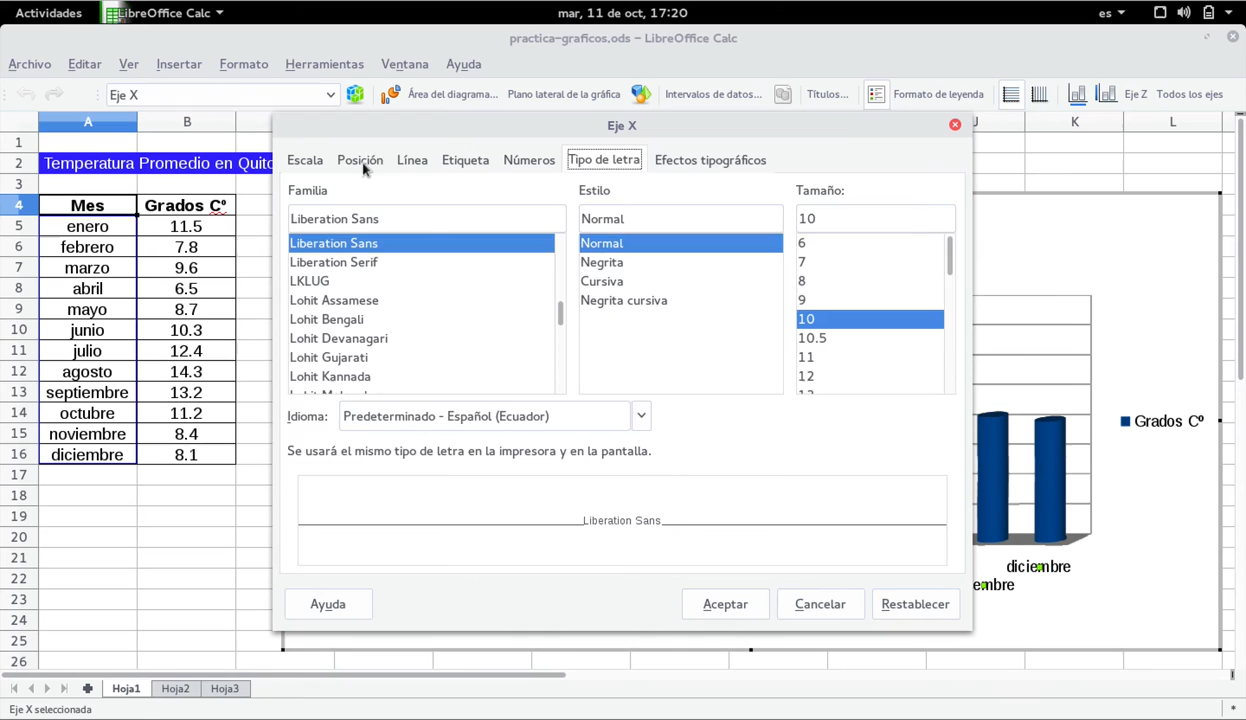 Actividades LibreOffice Calc mar, 11 de oct, 17:20 es
practica-graficos.ods – LibreOffice Calc
Archivo Editar Ver Insertar Formato Herramientas Ventana Ayuda
Eje X Área del diagrama... Plano lateral de la gráfica Intervalos de datos... Títulos... Formato de leyenda Eje Z Todos los ejes
A B J K L
Eje X
Escala Posición Línea Etiqueta Números Tipo de letra Efectos tipográficos
Familia Estilo Tamaño:
Liberation Sans Normal 10
Liberation Sans Normal 6
Liberation Serif Negrita 7
LKLUG Cursiva 8
Lohit Assamese Negrita cursiva 9
Lohit Bengali 10
Lohit Devanagari 10.5
Lohit Gujarati 11
Lohit Kannada 12
Idioma: Predeterminado - Español (Ecuador)
Se usará el mismo tipo de letra en la impresora y en la pantalla.
Liberation Sans
Ayuda Aceptar Cancelar Restablecer
1
2 Temperatura Promedio en Quito
3
4 Mes Grados Cº
5 enero 11.5
6 febrero 7.8
7 marzo 9.6
8 abril 6.5
9 mayo 8.7
10 junio 10.3
11 julio 12.4
12 agosto 14.3
13 septiembre 13.2
14 octubre 11.2
15 noviembre 8.4
16 diciembre 8.1
17
18
19
20
21
22
23
24
25
26
Grados Cº
diciembre
embre
Hoja1 Hoja2 Hoja3
Eje X seleccionada